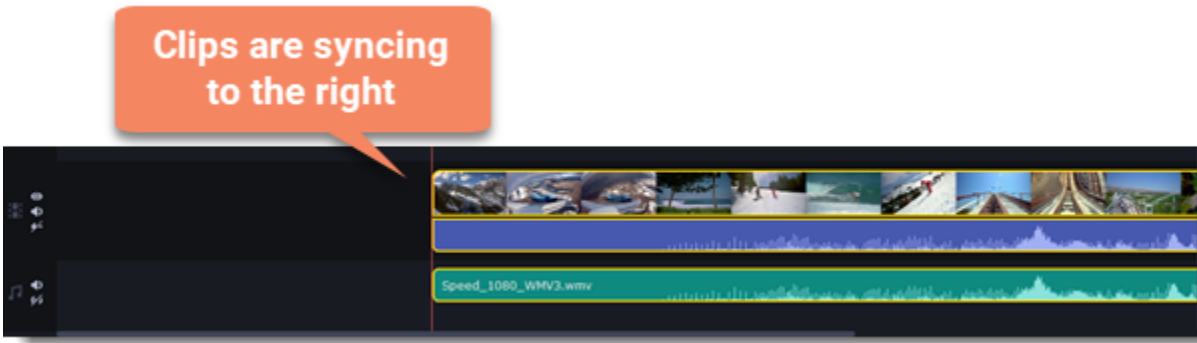 Clips are syncing
to the right
Speed_1080_WMV3.wmv